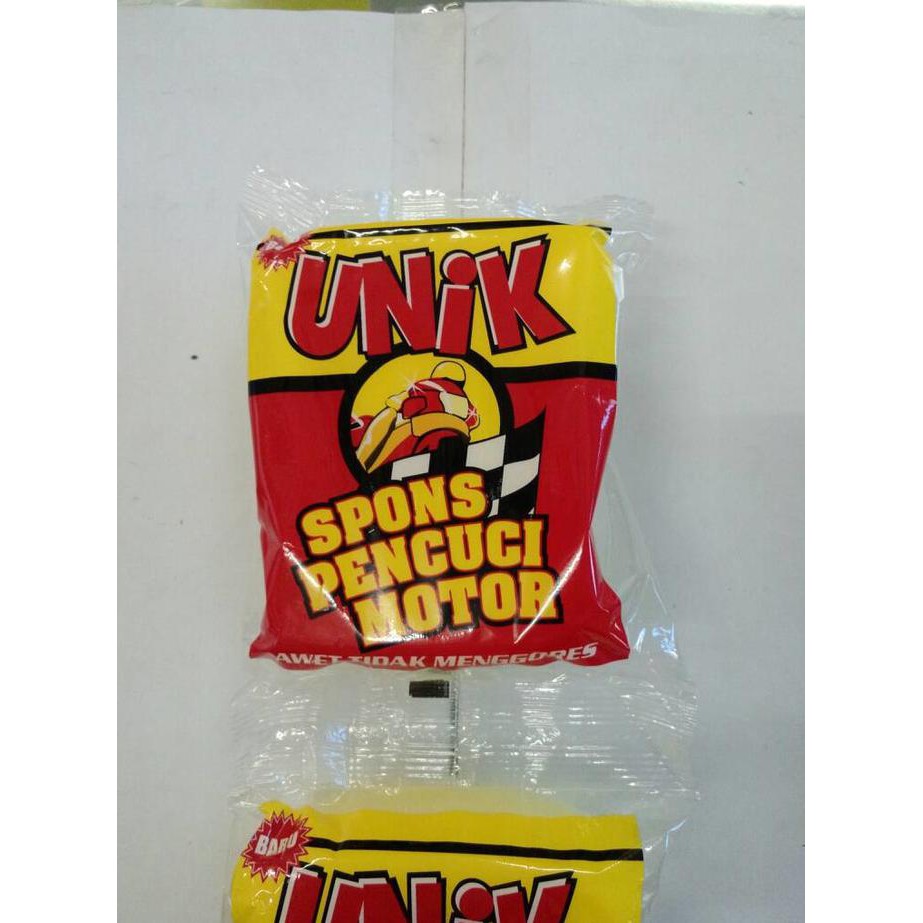 UNiK
SPONS
PENCUCI
MOTOR
AWET TIDAK MENGGORES
BARU
UNiK